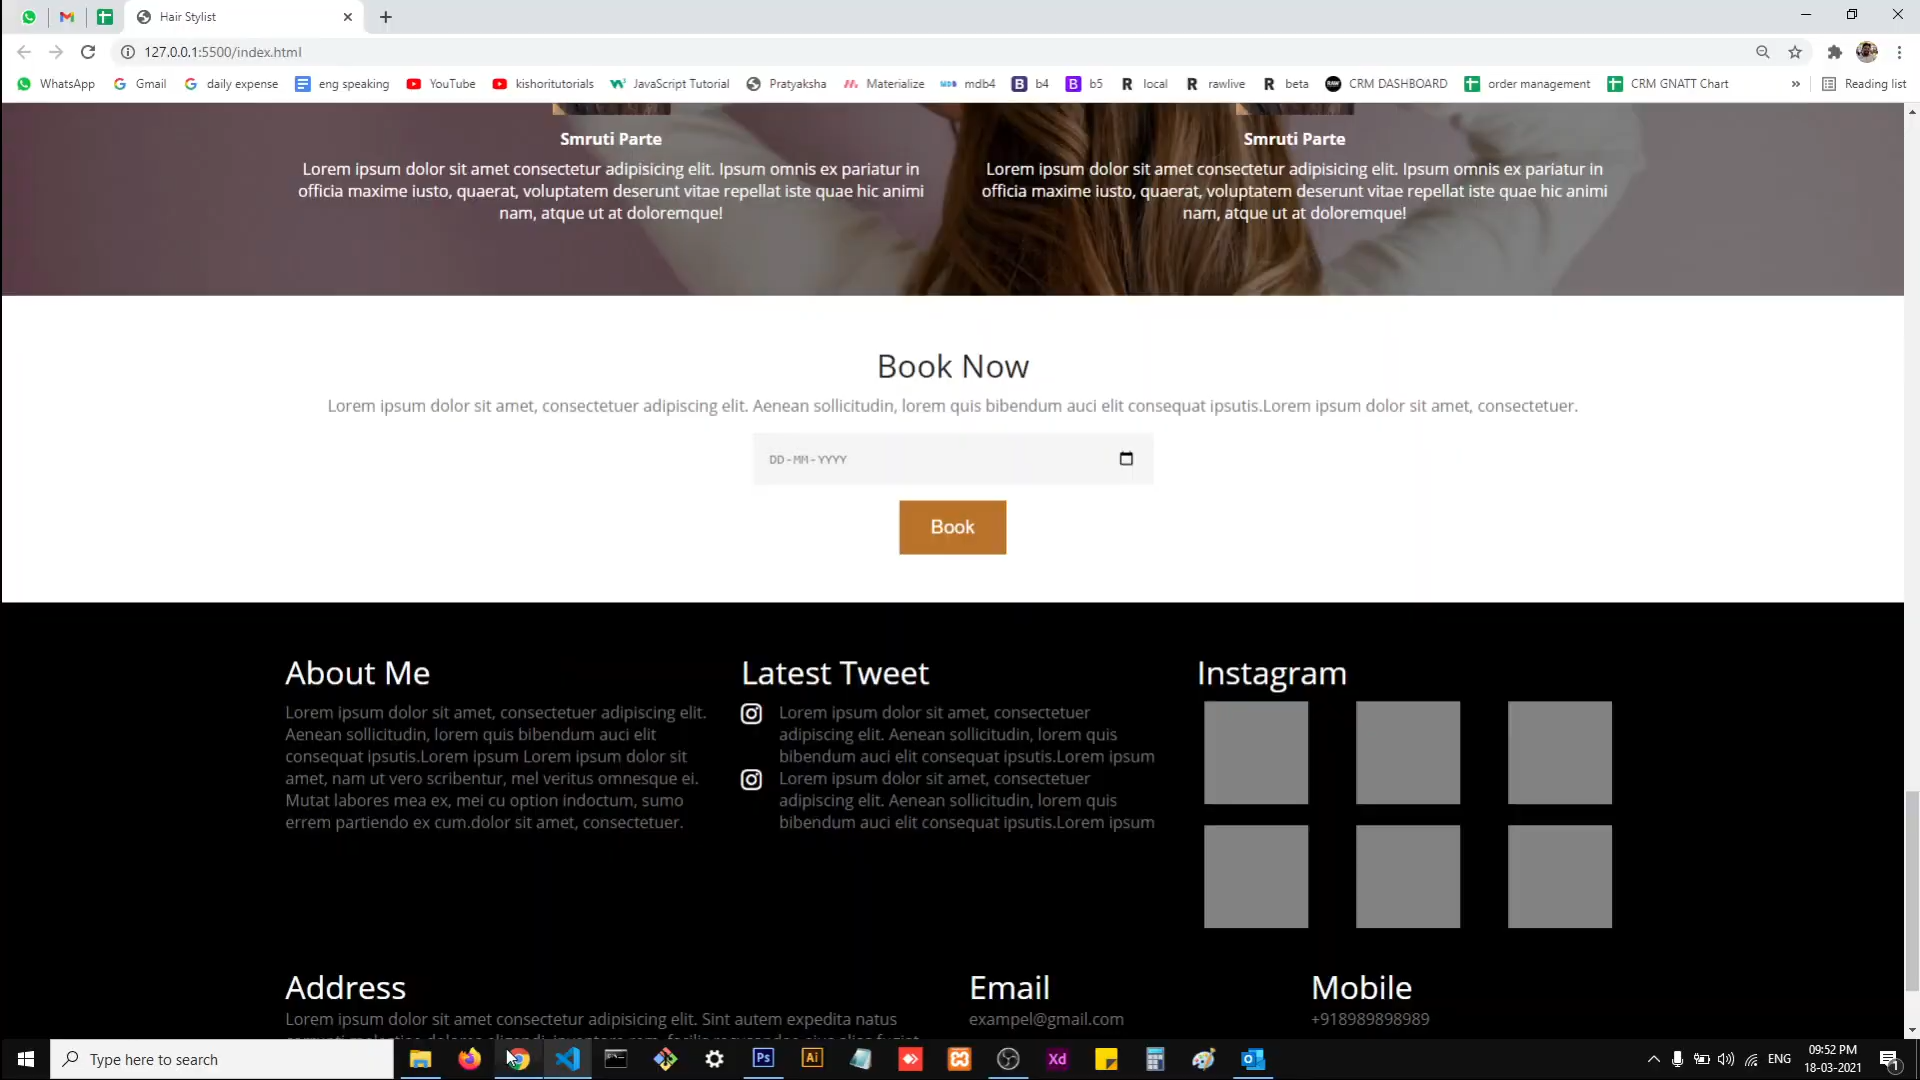 Hair Stylist
127.0.0.1:5500/index.html
WhatsApp Gmail daily expense eng speaking YouTube kishoritutorials JavaScript Tutorial Pratyaksha Materialize mdb4 b4 b5 local rawlive beta CRM DASHBOARD order management CRM GNATT Chart » Reading list
Smruti Parte
Lorem ipsum dolor sit amet consectetur adipisicing elit. Ipsum omnis ex pariatur in
officia maxime iusto, quaerat, voluptatem deserunt vitae repellat iste quae hic animi
nam, atque ut at doloremque!
Smruti Parte
Lorem ipsum dolor sit amet consectetur adipisicing elit. Ipsum omnis ex pariatur in
officia maxime iusto, quaerat, voluptatem deserunt vitae repellat iste quae hic animi
nam, atque ut at doloremque!
Book Now
Lorem ipsum dolor sit amet, consectetuer adipiscing elit. Aenean sollicitudin, lorem quis bibendum auci elit consequat ipsutis.Lorem ipsum dolor sit amet, consectetuer.
DD-MM-YYYY
Book
About Me
Lorem ipsum dolor sit amet, consectetuer adipiscing elit.
Aenean sollicitudin, lorem quis bibendum auci elit
consequat ipsutis.Lorem ipsum Lorem ipsum dolor sit
amet, nam ut vero scribentur, mel veritus omnesque ei.
Mutat labores mea ex, mei cu option indoctum, sumo
errem partiendo ex cum.dolor sit amet, consectetuer.
Latest Tweet
Lorem ipsum dolor sit amet, consectetuer
adipiscing elit. Aenean sollicitudin, lorem quis
bibendum auci elit consequat ipsutis.Lorem ipsum
Lorem ipsum dolor sit amet, consectetuer
adipiscing elit. Aenean sollicitudin, lorem quis
bibendum auci elit consequat ipsutis.Lorem ipsum
Instagram
Address
Lorem ipsum dolor sit amet consectetur adipisicing elit. Sint autem expedita natus
Email
exampel@gmail.com
Mobile
+918989898989
Type here to search
Ps Ai Xd
ENG
09:52 PM
18-03-2021
1